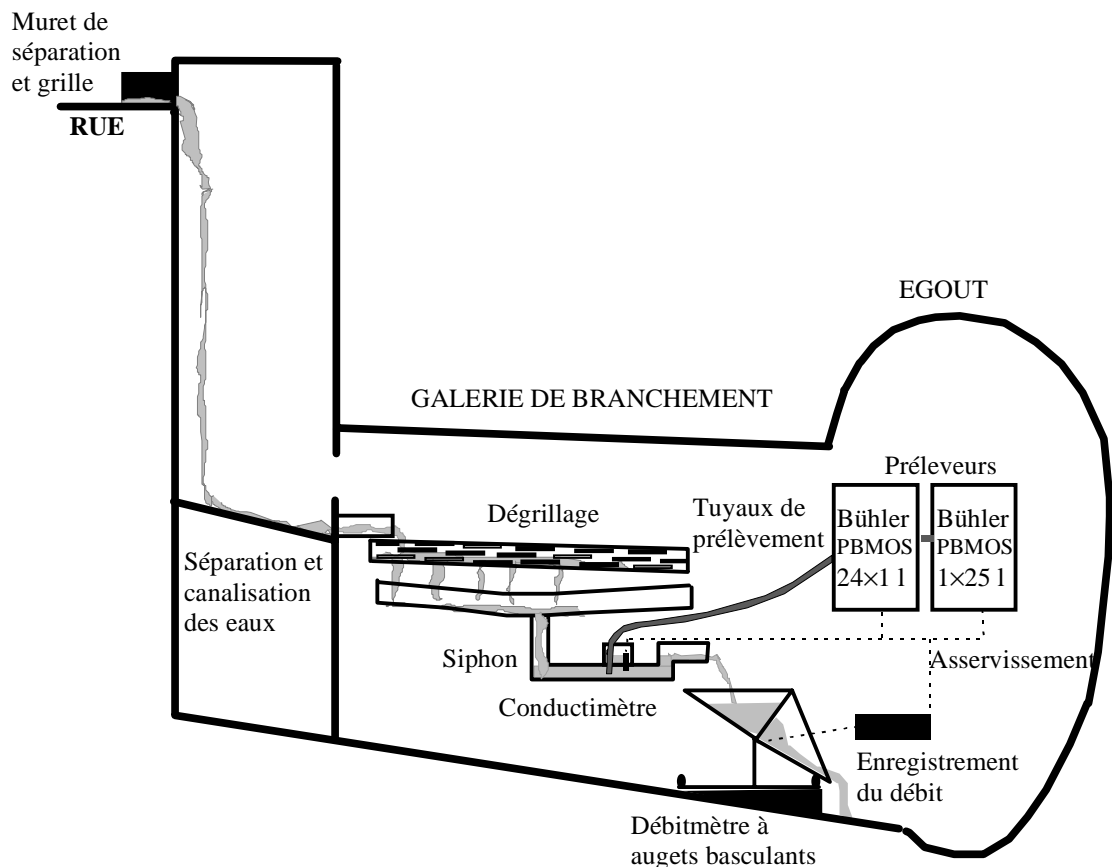 Muret de
séparation
et grille
RUE
EGOUT
GALERIE DE BRANCHEMENT
Préleveurs
Dégrillage
Tuyaux de
prélèvement
Bühler
PBMOS
24×1 l
Bühler
PBMOS
1×25 l
Séparation et
canalisation
des eaux
Siphon
Asservissement
Conductimètre
Enregistrement
du débit
Débitmètre à
augets basculants